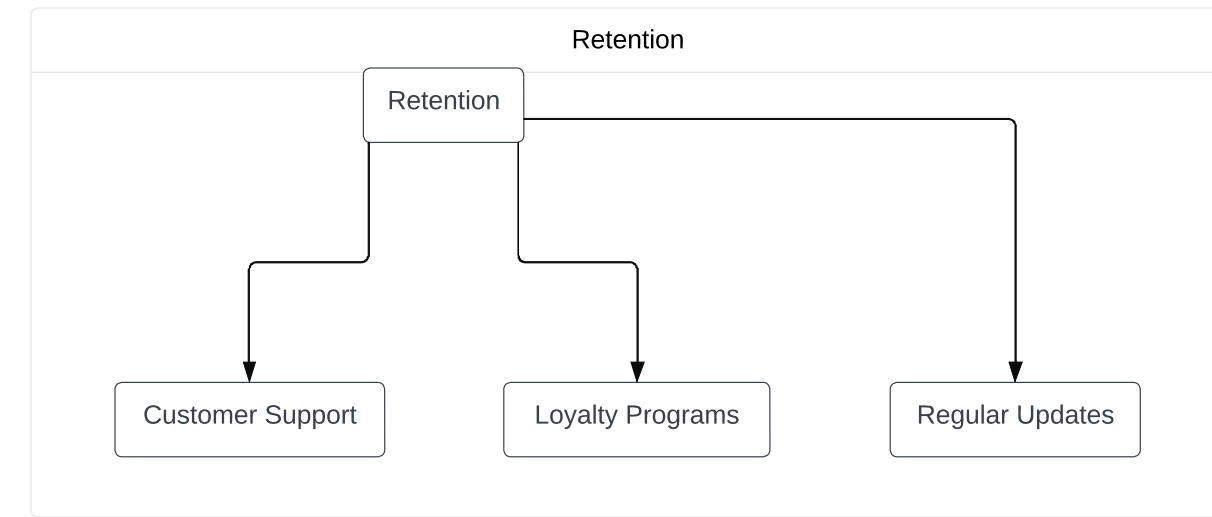 Retention
Retention
Customer Support
Loyalty Programs
Regular Updates